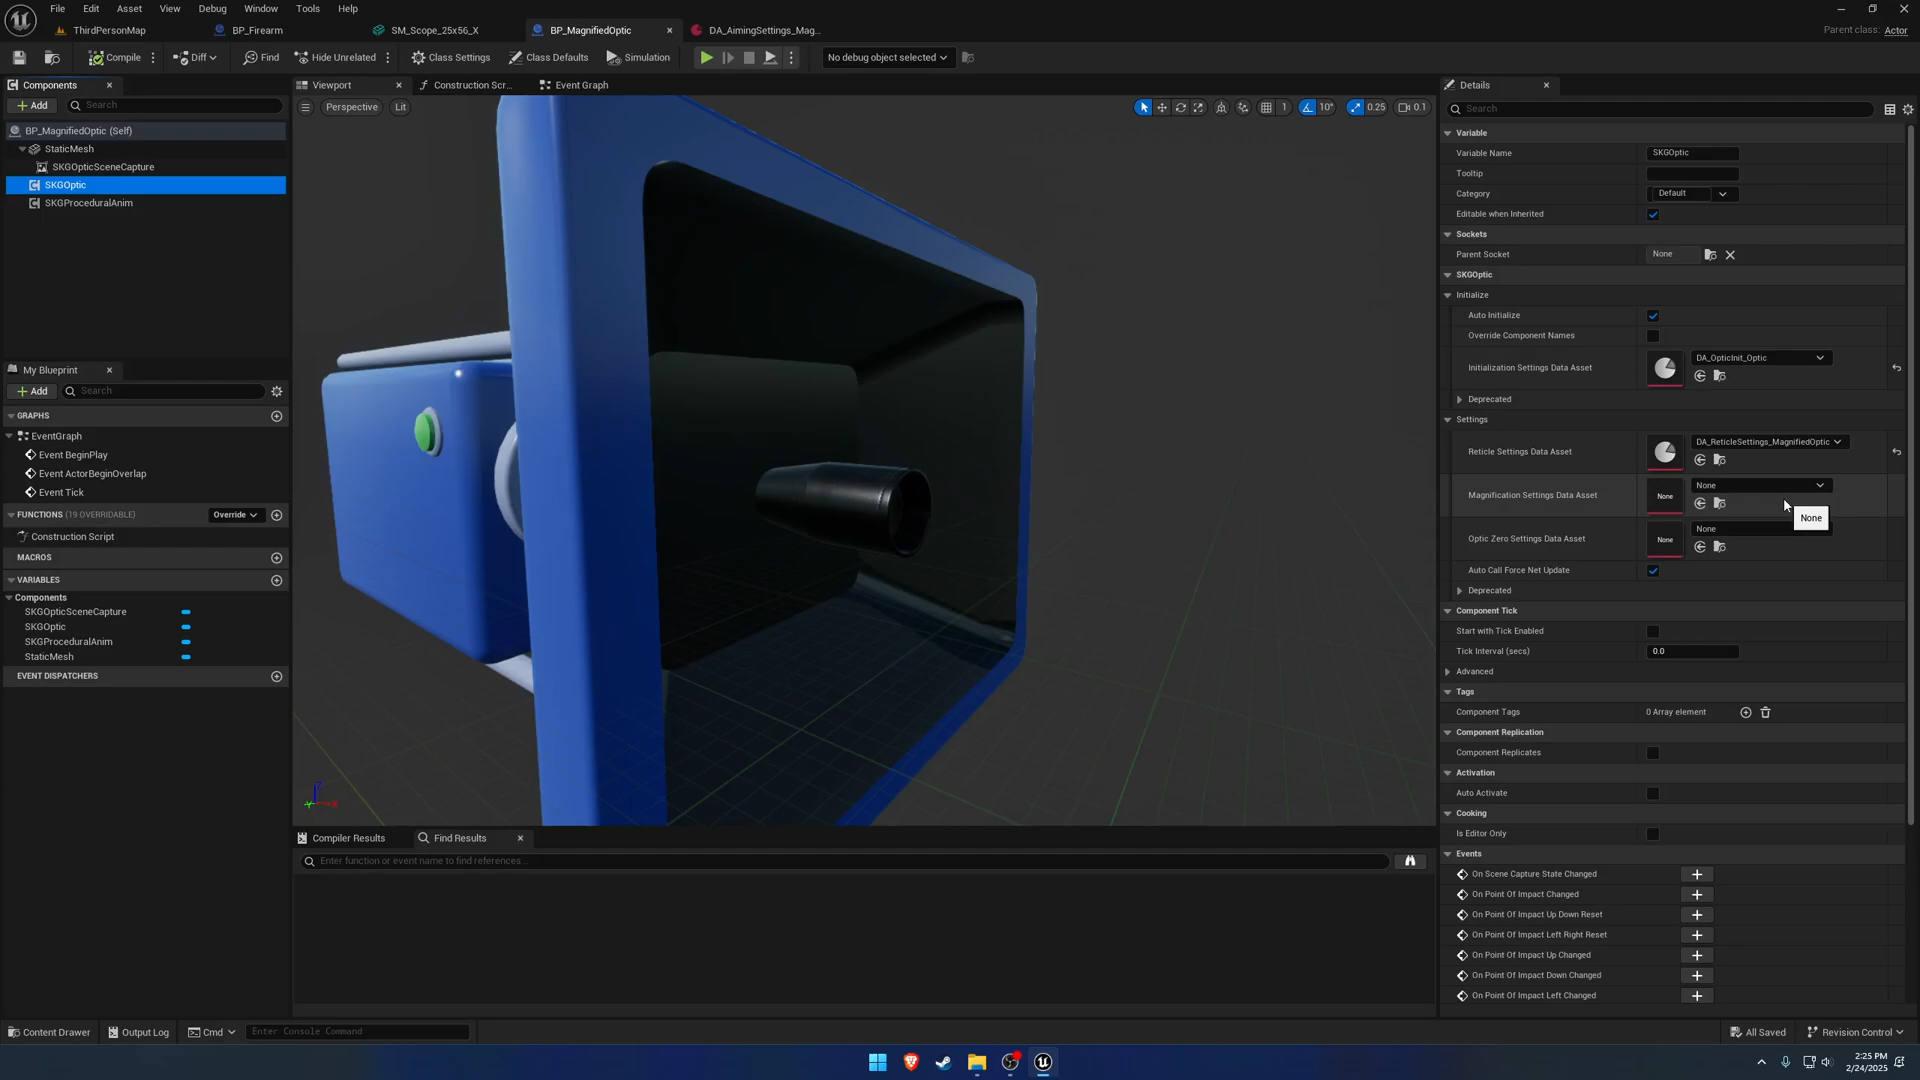 File Edit Asset View Debug Window Tools Help
ThirdPersonMap BP_Firearm SM_Scope_25x56_X BP_MagnifiedOptic DA_AimingSettings_Mag... Parent class: Actor
Compile Diff Find Hide Unrelated Class Settings Class Defaults Simulation No debug object selected
Components
Add Search
BP_MagnifiedOptic (Self)
StaticMesh
SKGOpticSceneCapture
SKGOptic
SKGProceduralAnim
My Blueprint
Add Search
GRAPHS
EventGraph
Event BeginPlay
Event ActorBeginOverlap
Event Tick
FUNCTIONS (19 OVERRIDABLE) Override
Construction Script
MACROS
VARIABLES
Components
SKGOpticSceneCapture
SKGOptic
SKGProceduralAnim
StaticMesh
EVENT DISPATCHERS
Viewport Construction Scr... Event Graph
Perspective Lit 1 10° 0.25 0.1
Compiler Results Find Results
Enter function or event name to find references...
Details
Search
Variable
Variable Name SKGOptic
Tooltip
Category Default
Editable when Inherited
Sockets
Parent Socket None
SKGOptic
Initialize
Auto Initialize
Override Component Names
Initialization Settings Data Asset DA_OpticInit_Optic
Deprecated
Settings
Reticle Settings Data Asset DA_ReticleSettings_MagnifiedOptic
Magnification Settings Data Asset None None
None
Optic Zero Settings Data Asset None None
Auto Call Force Net Update
Deprecated
Component Tick
Start with Tick Enabled
Tick Interval (secs) 0.0
Advanced
Tags
Component Tags 0 Array element
Component Replication
Component Replicates
Activation
Auto Activate
Cooking
Is Editor Only
Events
On Scene Capture State Changed
On Point Of Impact Changed
On Point Of Impact Up Down Reset
On Point Of Impact Left Right Reset
On Point Of Impact Up Changed
On Point Of Impact Down Changed
On Point Of Impact Left Changed
Content Drawer Output Log Cmd Enter Console Command All Saved Revision Control
2:25 PM
2/24/2025